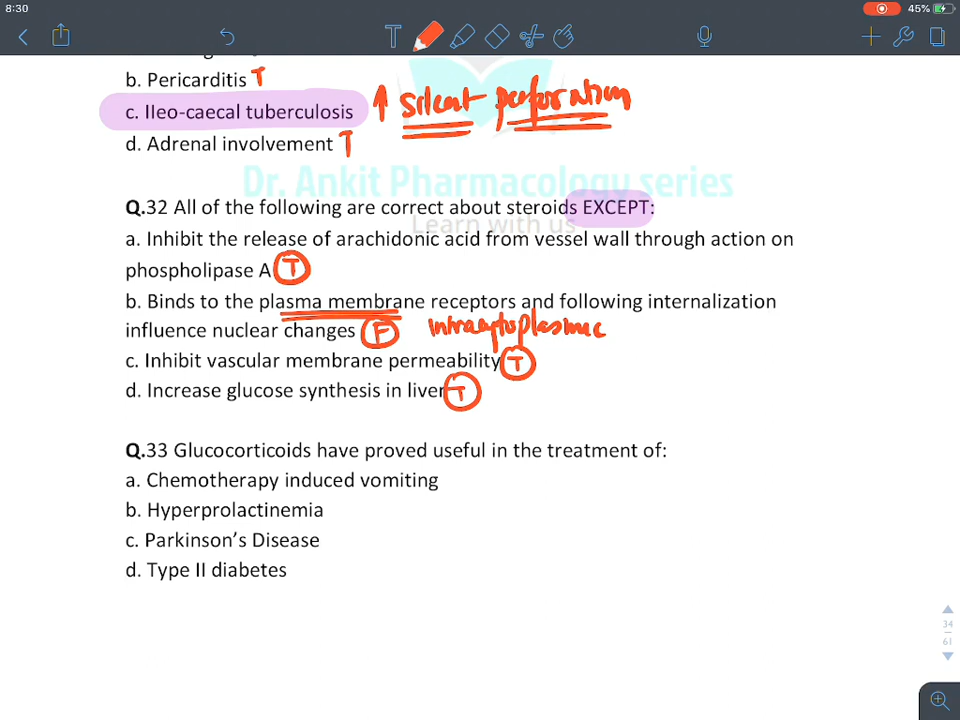 8:30
45%
T
b. Pericarditis T
c. IIeo-caecal tuberculosis ↑ silent perforation
d. Adrenal involvement T
Dr. Ankit Pharmacology series
Learn with us
Q.32 All of the following are correct about steroids EXCEPT:
a. Inhibit the release of arachidonic acid from vessel wall through action on
phospholipase A T
b. Binds to the plasma membrane receptors and following internalization
influence nuclear changes F intracytoplasmic
c. Inhibit vascular membrane permeability T
d. Increase glucose synthesis in liver T
Q.33 Glucocorticoids have proved useful in the treatment of:
a. Chemotherapy induced vomiting
b. Hyperprolactinemia
c. Parkinson’s Disease
d. Type II diabetes
34
61